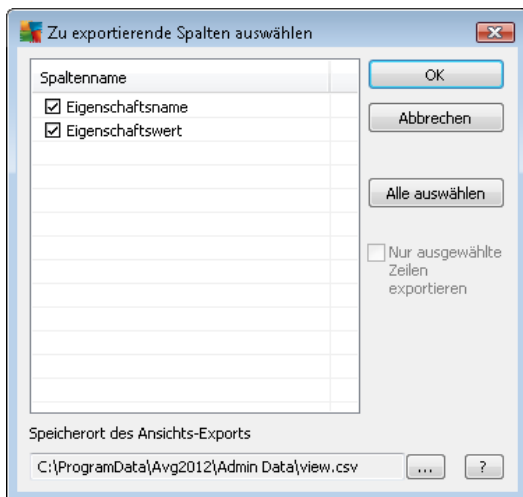 Zu exportierende Spalten auswählen
Spaltenname
Eigenschaftsname
Eigenschaftswert
OK
Abbrechen
Alle auswählen
Nur ausgewählte
Zeilen
exportieren
Speicherort des Ansichts-Exports
C:\ProgramData\Avg2012\Admin Data\view.csv
...
?